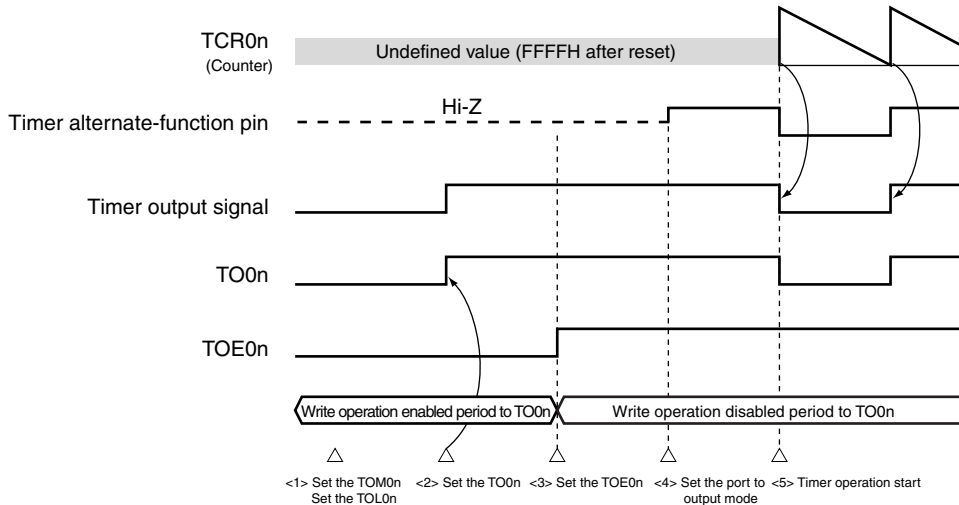 TCR0n
(Counter)
Undefined value (FFFFH after reset)
Hi-Z
Timer alternate-function pin
Timer output signal
TO0n
TOE0n
Write operation enabled period to TO0n
Write operation disabled period to TO0n
<1> Set the TOM0n
Set the TOL0n
<2> Set the TO0n
<3> Set the TOE0n
<4> Set the port to
output mode
<5> Timer operation start